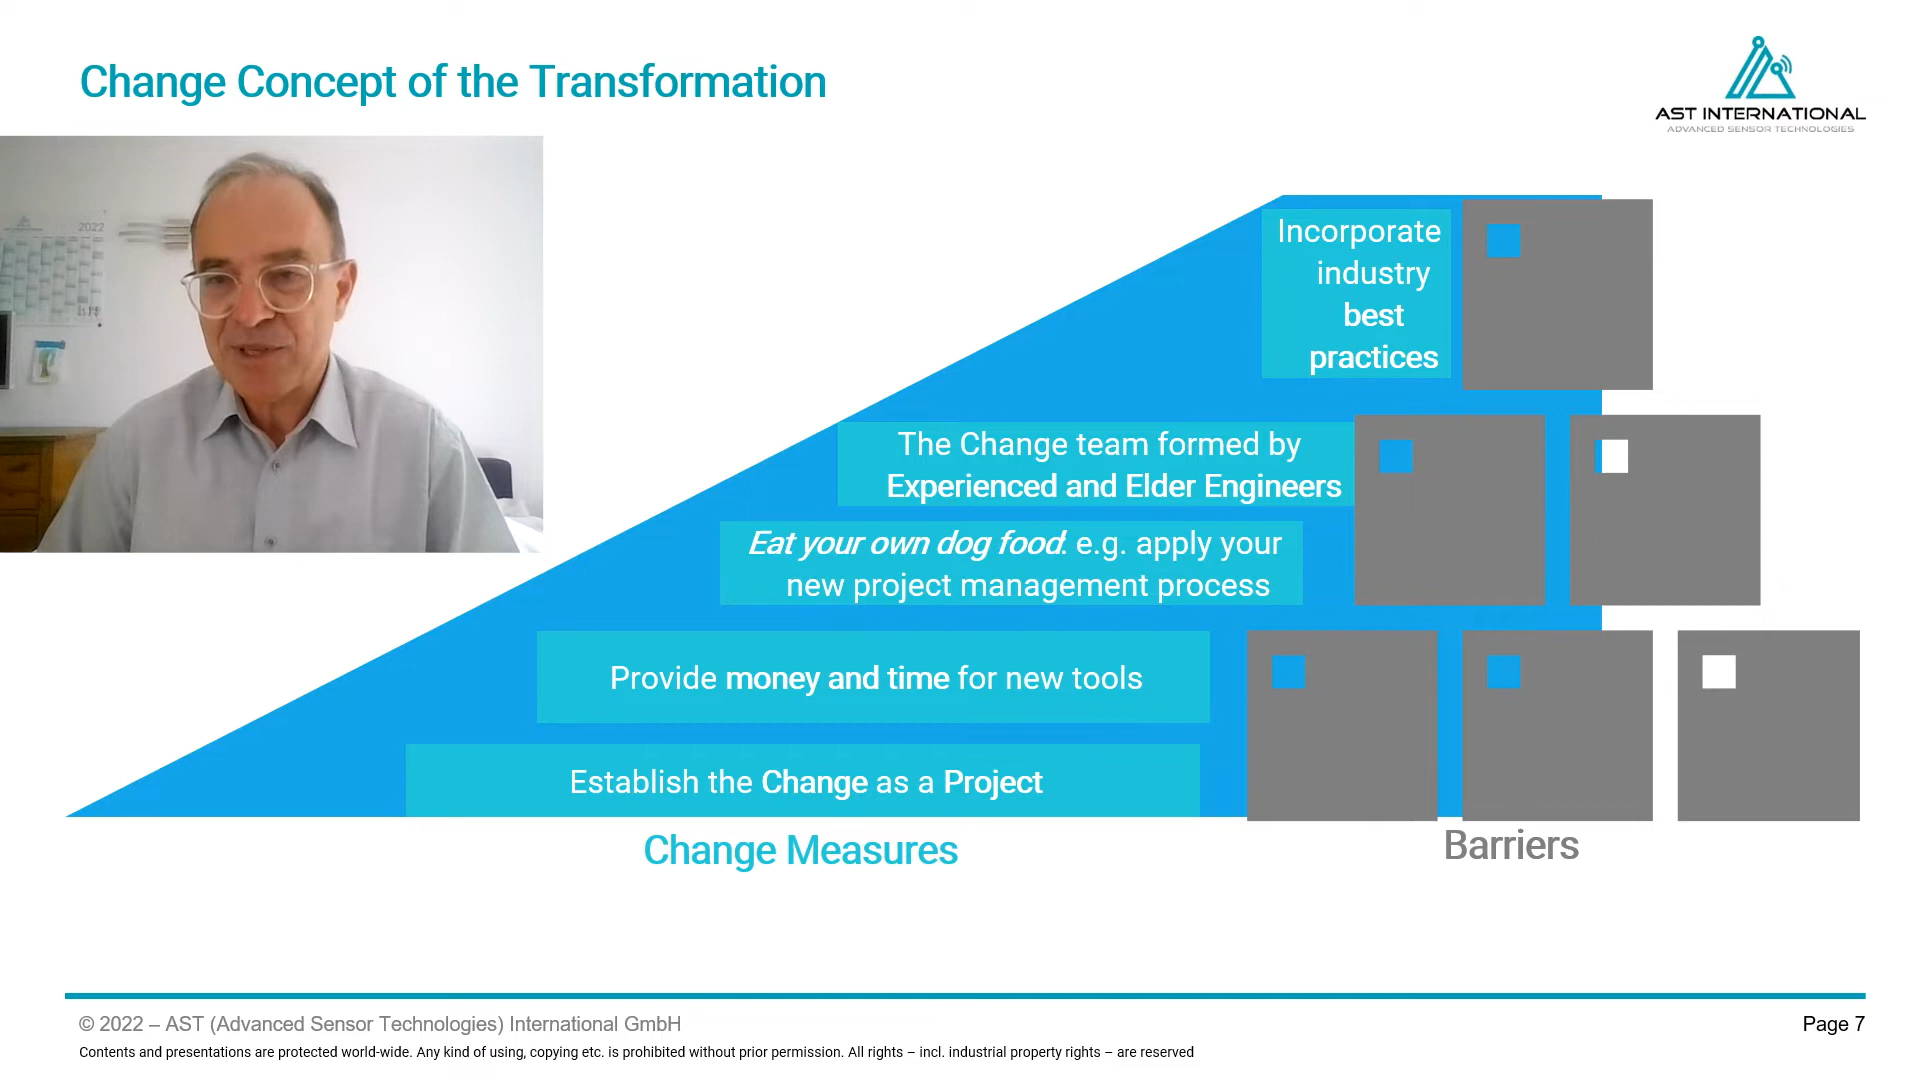 Change Concept of the Transformation
AST INTERNATIONAL
ADVANCED SENSOR TECHNOLOGIES
2022
Incorporate
industry
best
practices
The Change team formed by
Experienced and Elder Engineers
Eat your own dog food: e.g. apply your
new project management process
Provide money and time for new tools
Establish the Change as a Project
Change Measures
Barriers
© 2022 – AST (Advanced Sensor Technologies) International GmbH
Page 7
Contents and presentations are protected world-wide. Any kind of using, copying etc. is prohibited without prior permission. All rights – incl. industrial property rights – are reserved